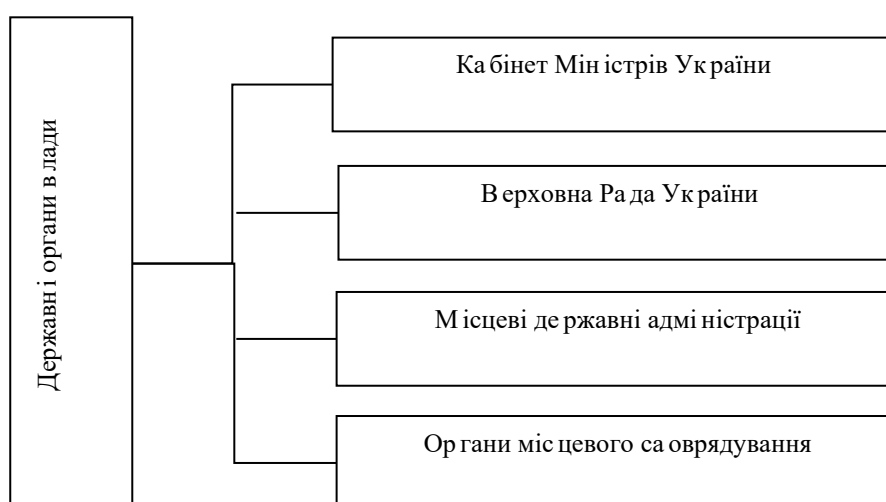 Державні органи влади
Кабінет Міністрів України
Верховна Рада України
Місцеві державні адміністрації
Органи місцевого саоврядування